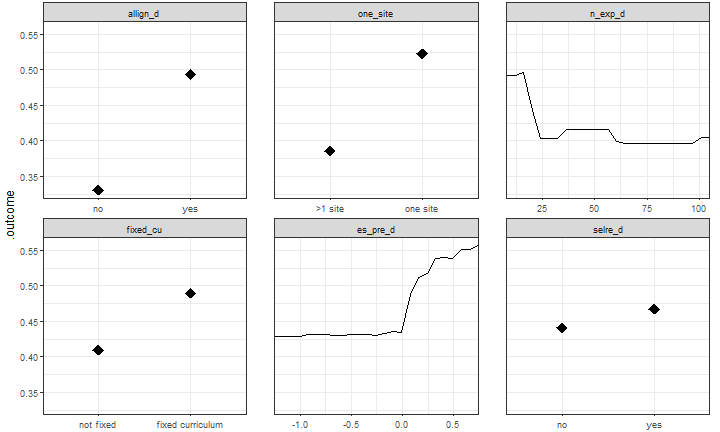 allign_d
one_site
n_exp_d
0.55
0.50
0.45
0.40
0.35
no
yes
>1 site
one site
25
50
75
100
.outcome
fixed_cu
es_pre_d
selre_d
0.55
0.50
0.45
0.40
0.35
not fixed
fixed curriculum
-1.0
-0.5
0.0
0.5
no
yes